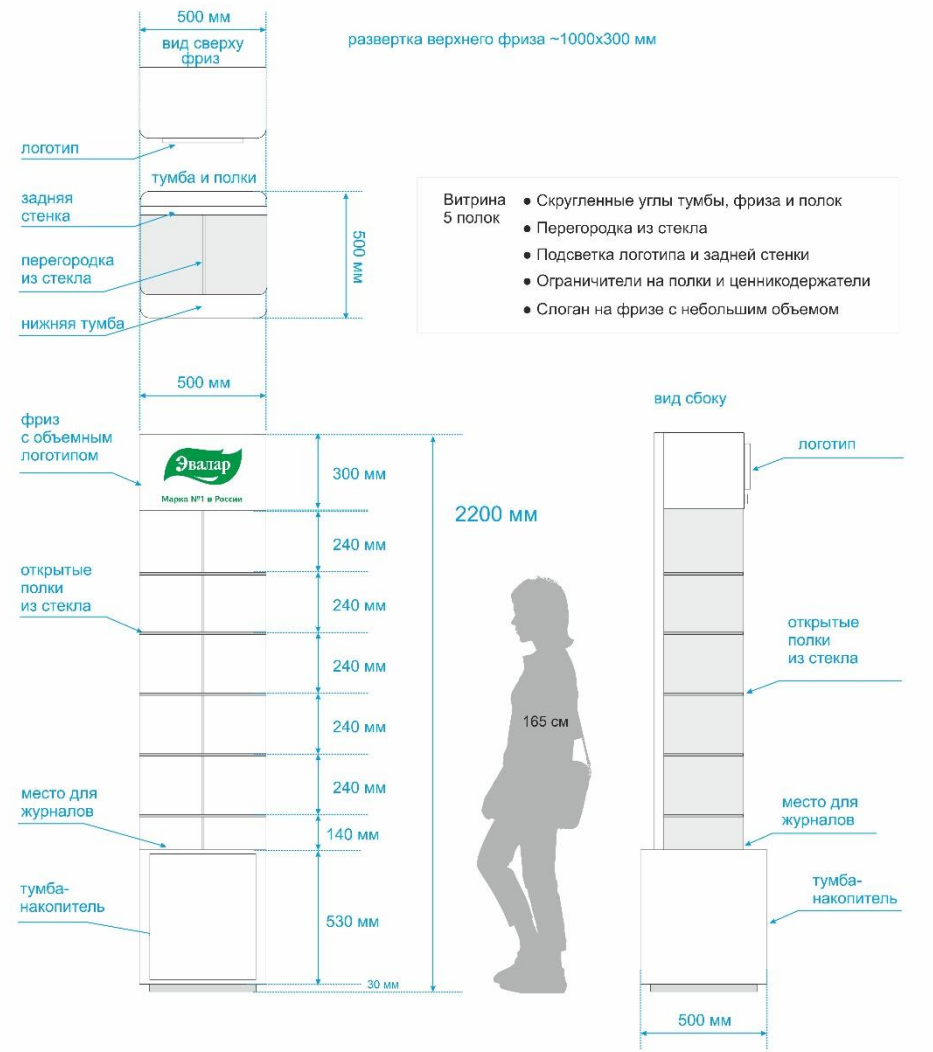 500 мм
вид сверху
фриз
развертка верхнего фриза ~1000х300 мм
логотип
тумба и полки
задняя
стенка
перегородка
из стекла
нижняя тумба
500 мм
Витрина
5 полок
● Скругленные углы тумбы, фриза и полок
● Перегородка из стекла
● Подсветка логотипа и задней стенки
● Ограничители на полки и ценникодержатели
● Слоган на фризе с небольшим объемом
500 мм
вид сбоку
фриз
с объемным
логотипом
Эвалар
Марка №1 в России
300 мм
логотип
2200 мм
240 мм
открытые
полки
из стекла
240 мм
240 мм
240 мм
240 мм
140 мм
165 см
открытые
полки
из стекла
место для
журналов
место для
журналов
тумба-
накопитель
530 мм
30 мм
тумба-
накопитель
500 мм